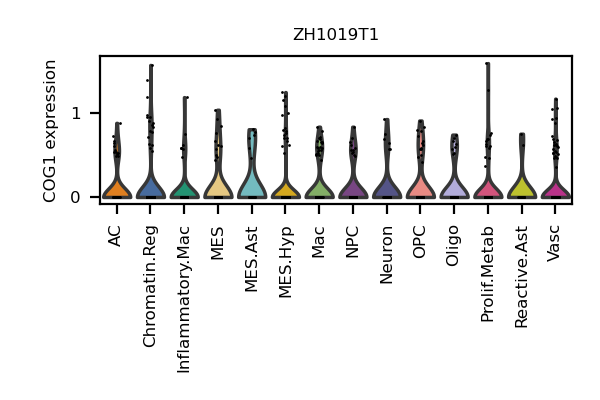 ZH1019T1
COG1 expression
1
0
AC
Chromatin.Reg
Inflammatory.Mac
MES
MES.Ast
MES.Hyp
Mac
NPC
Neuron
OPC
Oligo
Prolif.Metab
Reactive.Ast
Vasc